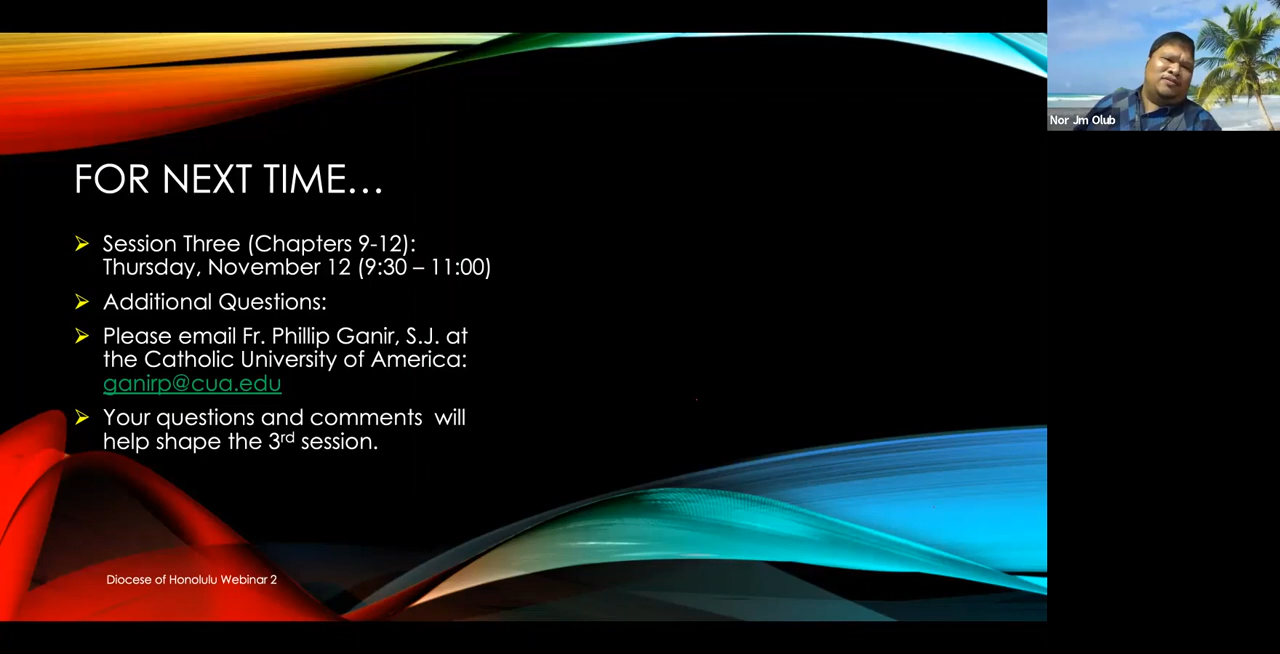 Nor Jm Olub
FOR NEXT TIME…
Session Three (Chapters 9-12):
Thursday, November 12 (9:30 – 11:00)
Additional Questions:
Please email Fr. Phillip Ganir, S.J. at
the Catholic University of America:
ganirp@cua.edu
Your questions and comments will
help shape the 3rd session.
Diocese of Honolulu Webinar 2